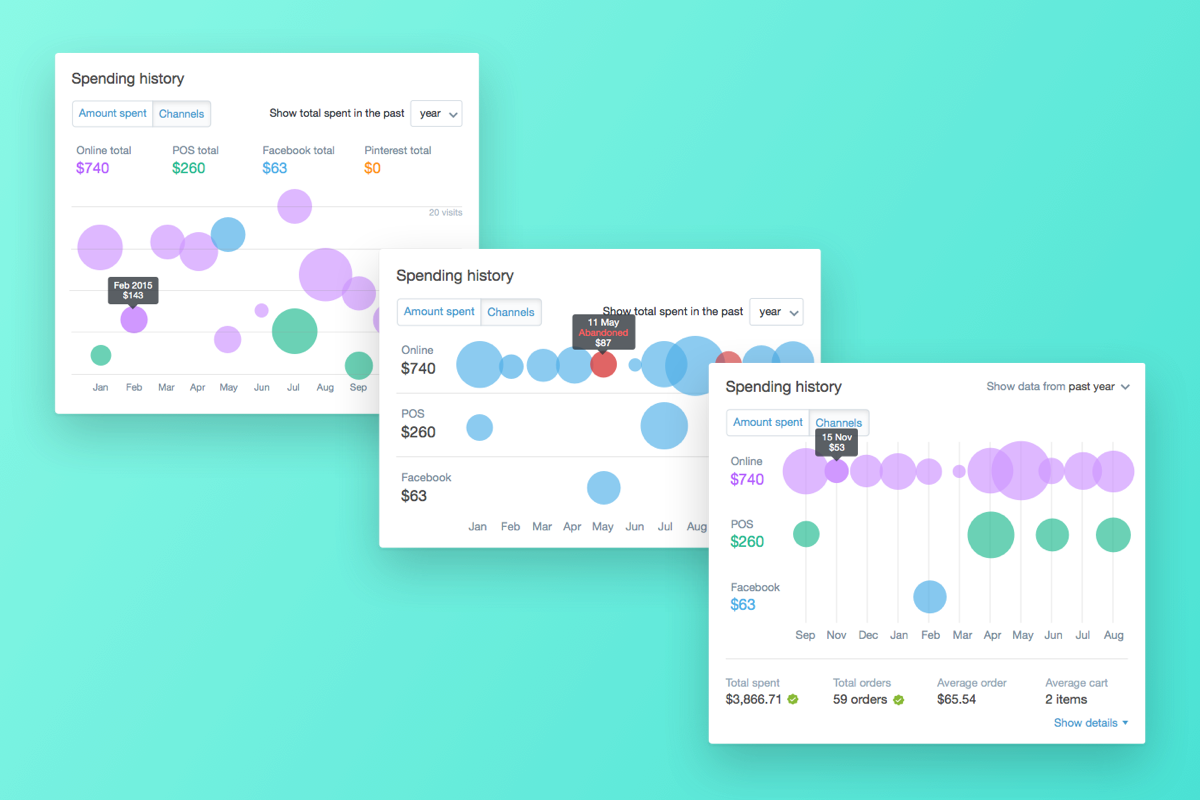 Spending history
Amount spent Channels Show total spent in the past year
Online total POS total Facebook total Pinterest total
$740 $260 $63 $0
20 visits
Feb 2015
$143
Jan Feb Mar Apr May Jun Jul Aug Sep
Spending history
Amount spent Channels Show total spent in the past year
11 May
Abandoned
$87
Online
$740
POS
$260
Facebook
$63
Jan Feb Mar Apr May Jun Jul Aug
Spending history Show data from past year
Amount spent Channels
15 Nov
$53
Online
$740
POS
$260
Facebook
$63
Sep Nov Dec Jan Feb Mar Apr May Jun Jul Aug
Total spent Total orders Average order Average cart
$3,866.71 59 orders $65.54 2 items
Show details